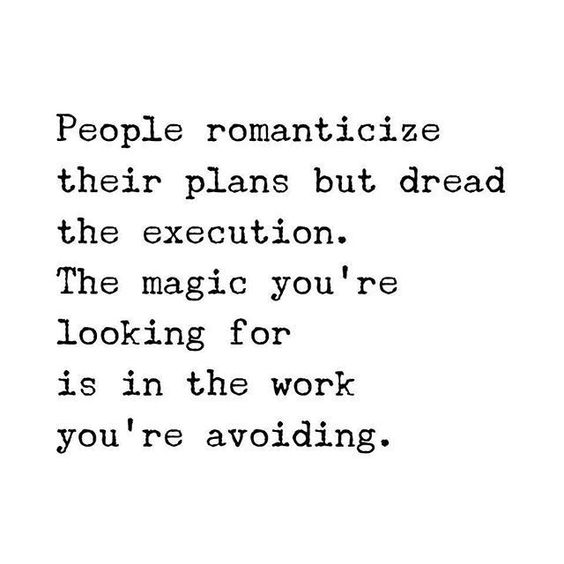 People romanticize
their plans but dread
the execution.
The magic you're
looking for
is in the work
you're avoiding.